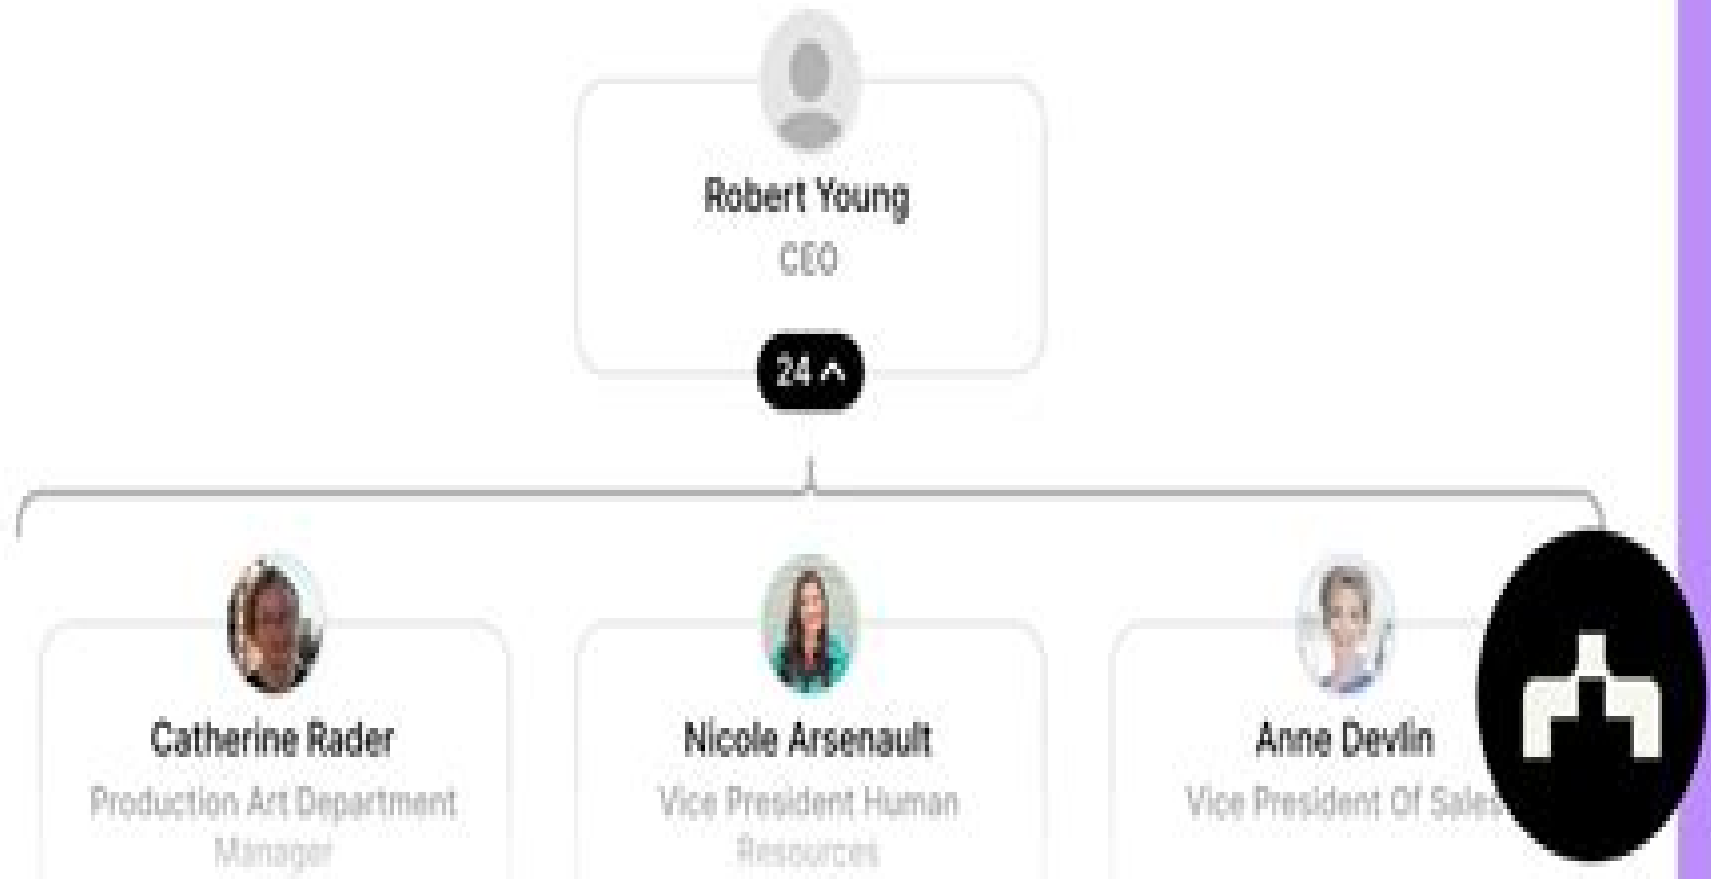 Robert Young
CEO
24
Catherine Rader
Production Art Department
Manager
Nicole Arsenault
Vice President Human
Resources
Anne Devlin
Vice President Of Sales